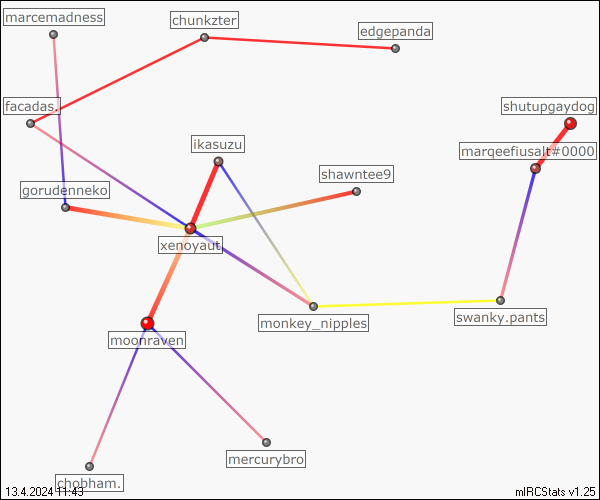 marcemadness
chunkzter
edgepanda
facadas.
shutupgaydog
ikasuzu
marqeefiusalt#0000
gorudenneko
shawntee9
xenoyaut
monkey_nipples
swanky.pants
moonraven
mercurybro
chobham.
13.4.2024 11:43
mIRCStats v1.25